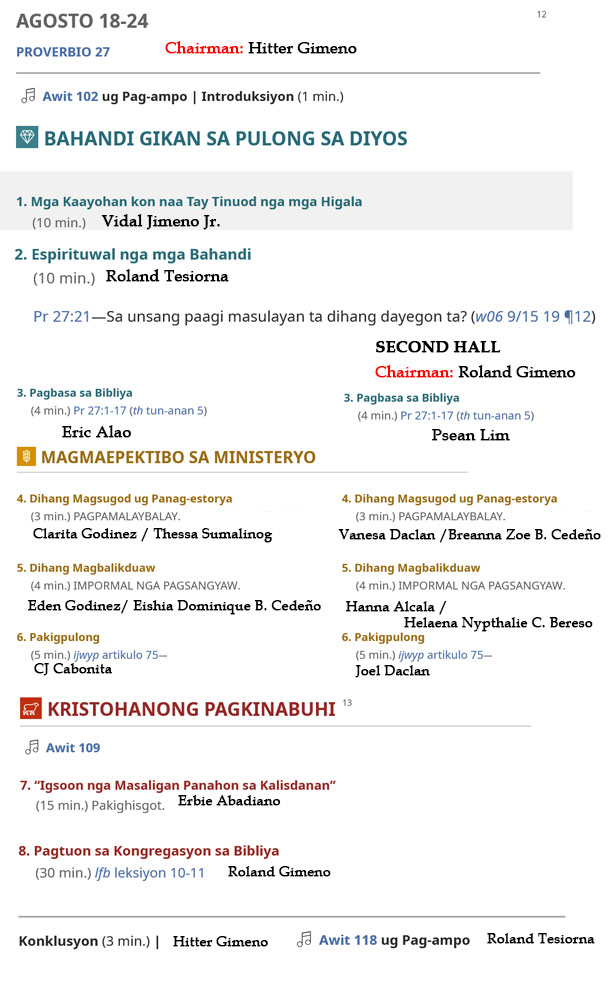 AGOSTO 18-24
12
PROVERBIO 27
Chairman: Hitter Gimeno
Awit 102 ug Pag-ampo | Introduksiyon (1 min.)
BAHANDI GIKAN SA PULONG SA DIYOS
1. Mga Kaayohan kon naa Tay Tinuod nga mga Higala
(10 min.) Vidal Jimeno Jr.
2. Espirituwal nga mga Bahandi
(10 min.) Roland Tesiorna
Pr 27:21—Sa unsang paagi masulayan ta dihang dayegon ta? (w06 9/15 19 ¶12)
SECOND HALL
Chairman: Roland Gimeno
3. Pagbasa sa Bibliya
(4 min.) Pr 27:1-17 (th tun-anan 5)
Eric Alao
3. Pagbasa sa Bibliya
(4 min.) Pr 27:1-17 (th tun-anan 5)
Psean Lim
MAGMAEPEKTIBO SA MINISTERYO
4. Dihang Magsugod ug Panag-estorya
(3 min.) PAGPAMALAYBALAY.
Clarita Godinez / Thessa Sumalinog
4. Dihang Magsugod ug Panag-estorya
(3 min.) PAGPAMALAYBALAY.
Vanesa Daclan /Breanna Zoe B. Cedeño
5. Dihang Magbalikduaw
(4 min.) IMPORMAL NGA PAGSANGYAW.
Eden Godinez/ Eishia Dominique B. Cedeño
5. Dihang Magbalikduaw
(4 min.) IMPORMAL NGA PAGSANGYAW.
Hanna Alcala /
Helaena Nypthalie C. Bereso
6. Pakigpulong
(5 min.) ijwyp artikulo 75—
CJ Cabonita
6. Pakigpulong
(5 min.) ijwyp artikulo 75—
Joel Daclan
KRISTOHANONG PAGKINABUHI
13
Awit 109
7. “Igsoon nga Masaligan Panahon sa Kalisdanan”
(15 min.) Pakighisgot. Erbie Abadiano
8. Pagtuon sa Kongregasyon sa Bibliya
(30 min.) lfb leksiyon 10-11 Roland Gimeno
Konklusyon (3 min.) | Hitter Gimeno Awit 118 ug Pag-ampo Roland Tesiorna